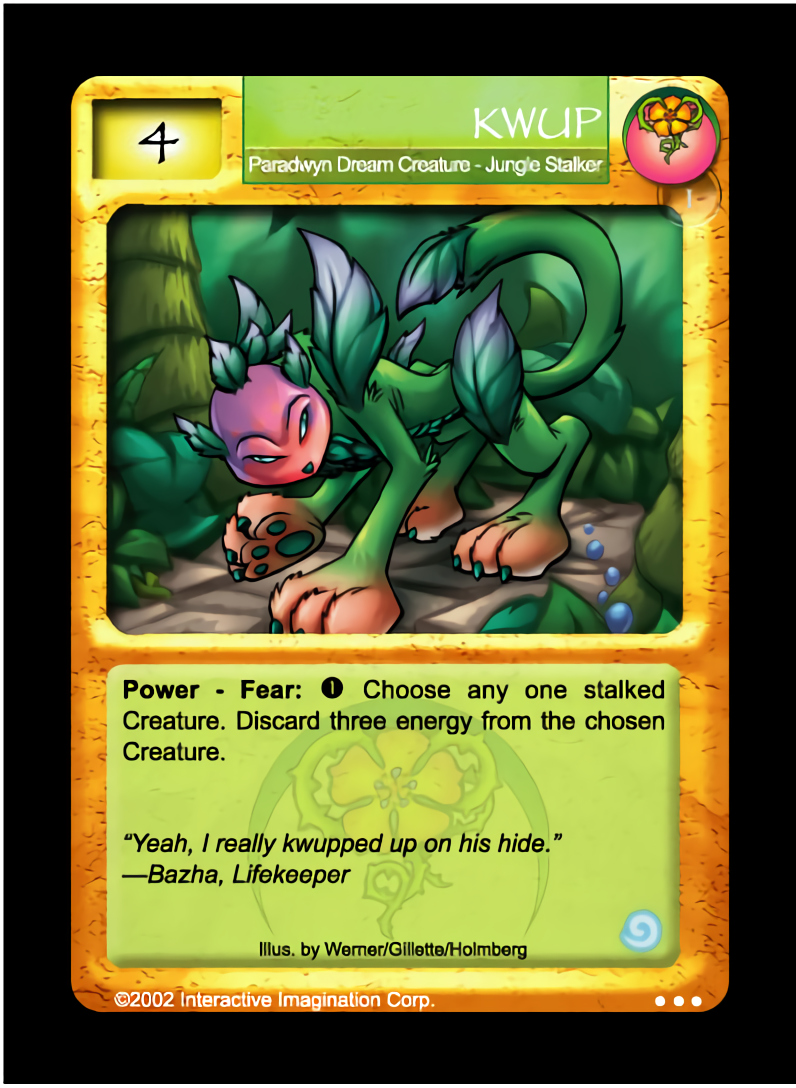 4
KWUP
Paradwyn Dream Creature - Jungle Stalker
1
Power - Fear: ❶ Choose any one stalked
Creature. Discard three energy from the chosen
Creature.
“Yeah, I really kwupped up on his hide.”
—Bazha, Lifekeeper
Illus. by Werner/Gillette/Holmberg
©2002 Interactive Imagination Corp.